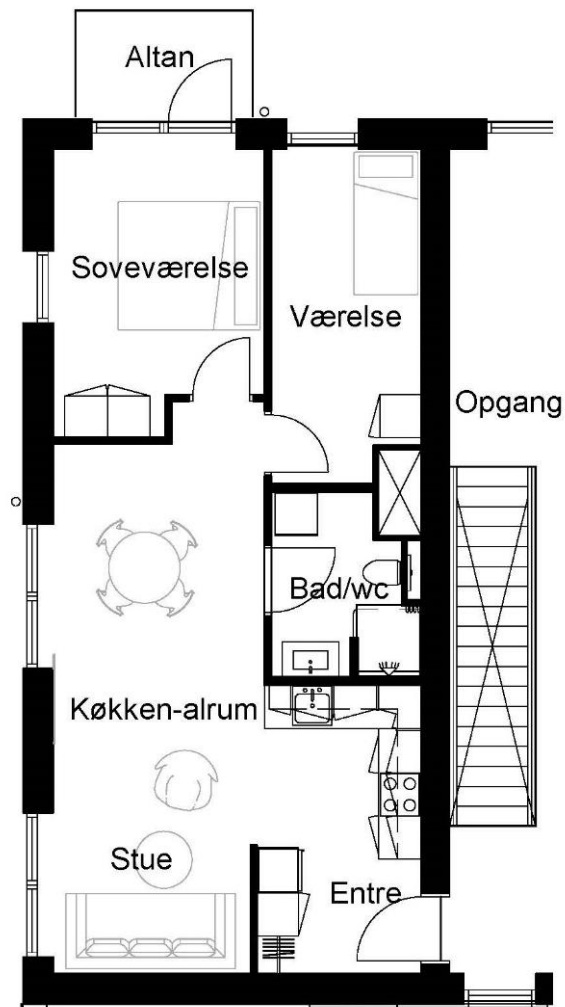 Altan
Soveværelse
Værelse
Opgang
Bad/wc
Køkken-alrum
Stue
Entre